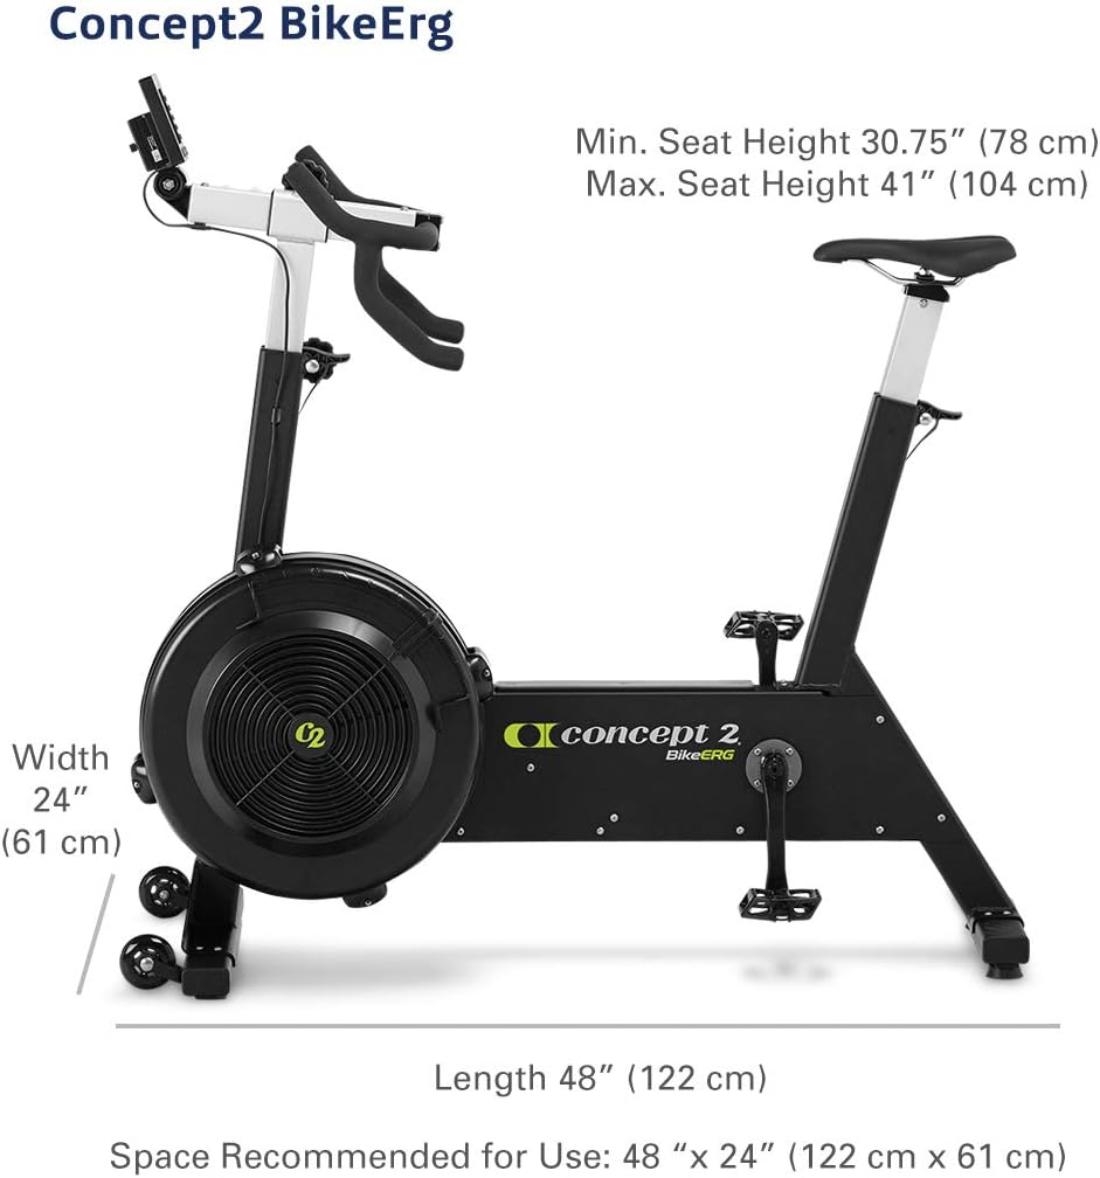 Concept2 BikeErg
Min. Seat Height 30.75” (78 cm)
Max. Seat Height 41” (104 cm)
C2
concept 2
BikeERG
Width
24”
(61 cm)
Length 48” (122 cm)
Space Recommended for Use: 48 “x 24” (122 cm x 61 cm)